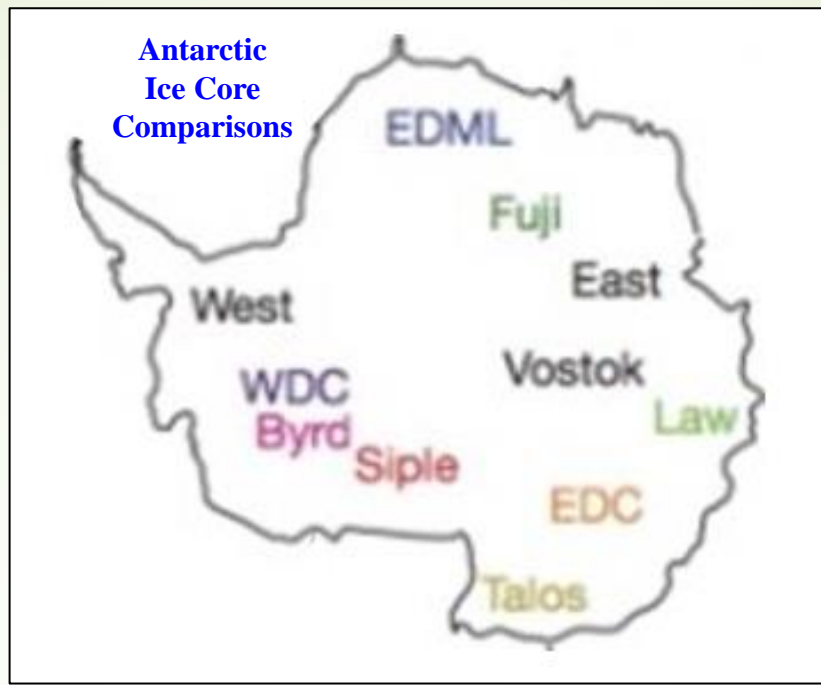 Antarctic
Ice Core
Comparisons
EDML
Fuji
East
West
Vostok
WDC
Law
Byrd
Siple
EDC
Talos